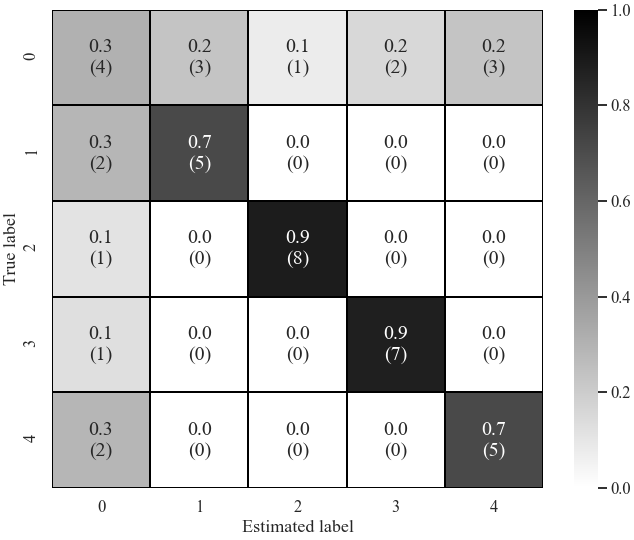 0.3 0.2 0.1 0.2 0.2
(4) (3) (1) (2) (3)
0
0.3 0.7 0.0 0.0 0.0
(2) (5) (0) (0) (0)
1
0.1 0.0 0.9 0.0 0.0
(1) (0) (8) (0) (0)
2
0.1 0.0 0.0 0.9 0.0
(1) (0) (0) (7) (0)
3
0.3 0.0 0.0 0.0 0.7
(2) (0) (0) (0) (5)
4
True label
0 1 2 3 4
Estimated label
1.0
0.8
0.6
0.4
0.2
0.0